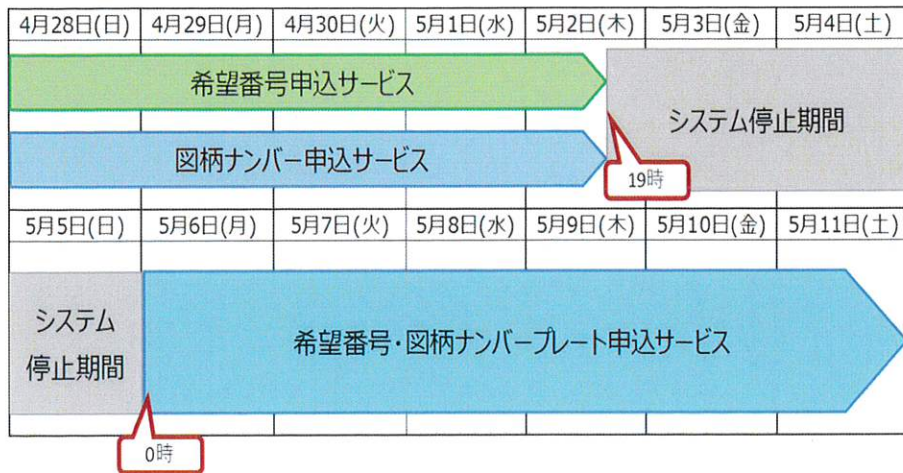 4月28日(日) 4月29日(月) 4月30日(火) 5月1日(水) 5月2日(木) 5月3日(金) 5月4日(土)
希望番号申込サービス
システム停止期間
図柄ナンバー申込サービス
19時
5月5日(日) 5月6日(月) 5月7日(火) 5月8日(水) 5月9日(木) 5月10日(金) 5月11日(土)
システム
停止期間
希望番号・図柄ナンバープレート申込サービス
0時